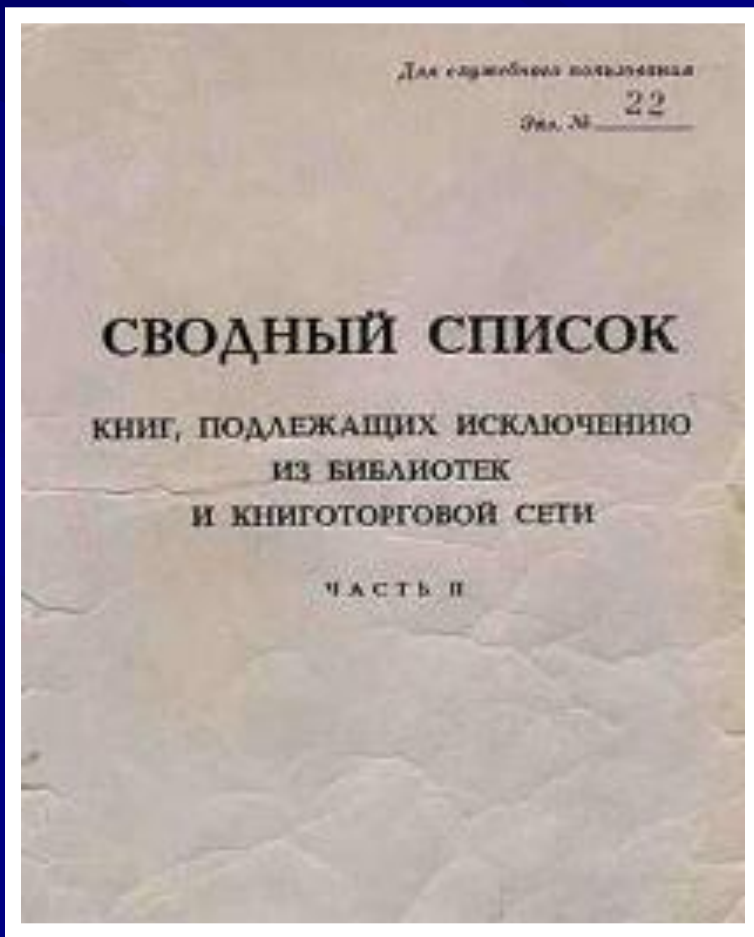 Для служебного пользования
22
Экз. №
СВОДНЫЙ СПИСОК
КНИГ, ПОДЛЕЖАЩИХ ИСКЛЮЧЕНИЮ
ИЗ БИБЛИОТЕК
И КНИГОТОРГОВОЙ СЕТИ
ЧАСТЬ II